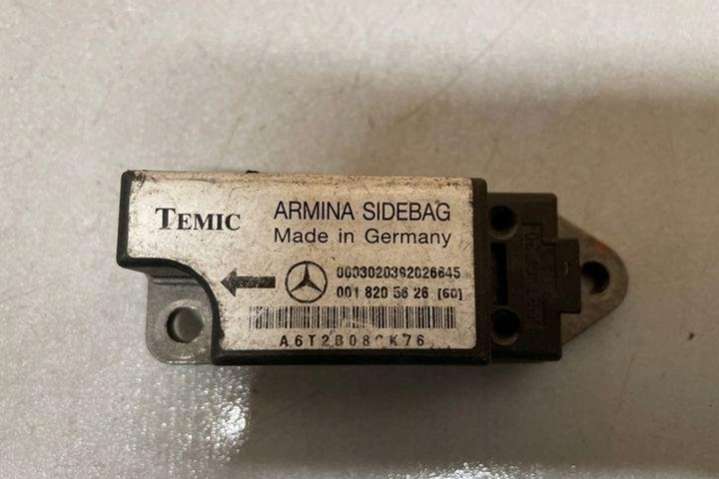 TEMIC
ARMINA SIDEBAG
Made in Germany
0003020392026645
001 820 56 26 [60]